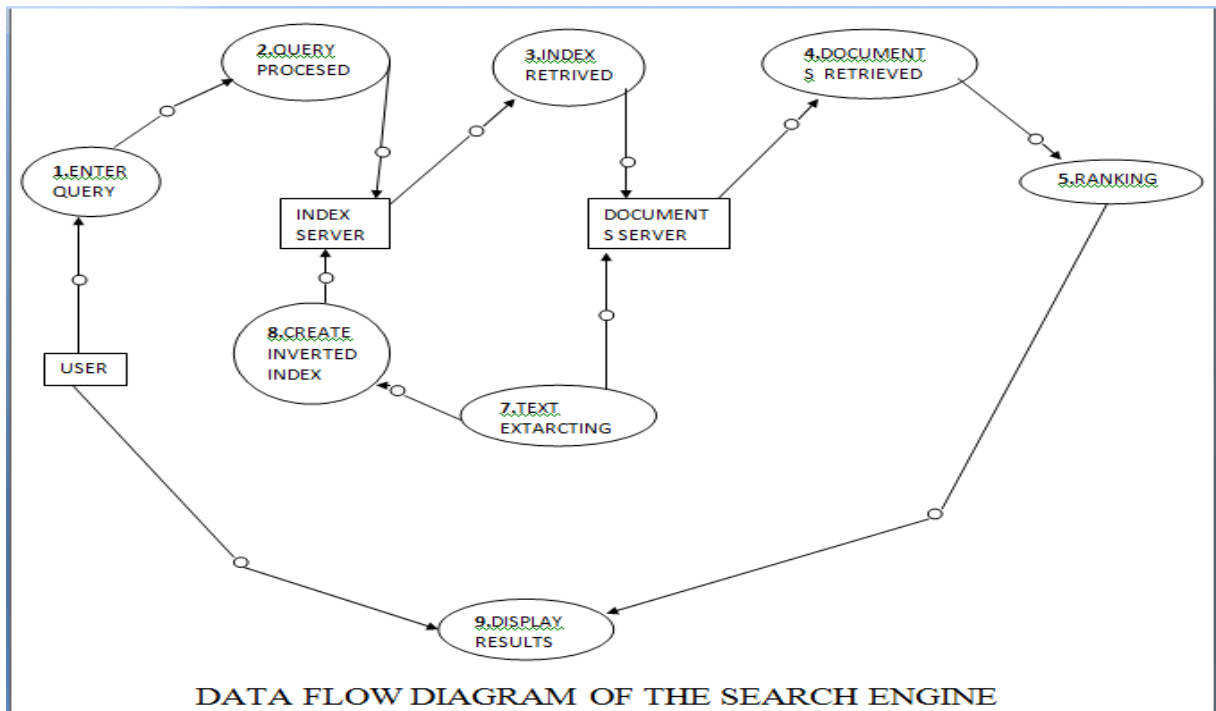 2.QUERY
PROCESED
3.INDEX
RETRIVED
4.DOCUMENT
S RETRIEVED
1.ENTER
QUERY
5.RANKING
INDEX
SERVER
DOCUMENT
S SERVER
8.CREATE
INVERTED
INDEX
USER
7.TEXT
EXTARCTING
9.DISPLAY
RESULTS
DATA FLOW DIAGRAM OF THE SEARCH ENGINE